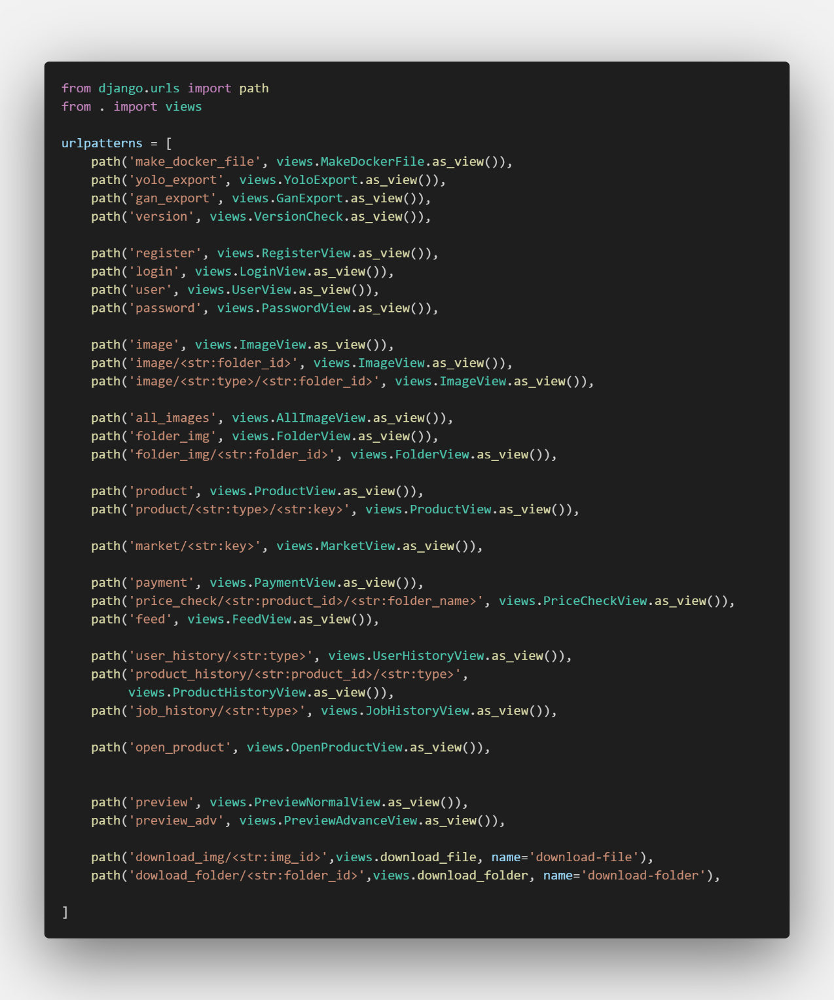 from django.urls import path
from . import views
urlpatterns = [
path('make_docker_file', views.MakeDockerFile.as_view()),
path('yolo_export', views.YoloExport.as_view()),
path('gan_export', views.GanExport.as_view()),
path('version', views.VersionCheck.as_view()),
path('register', views.RegisterView.as_view()),
path('login', views.LoginView.as_view()),
path('user', views.UserView.as_view()),
path('password', views.PasswordView.as_view()),
path('image', views.ImageView.as_view()),
path('image/<str:folder_id>', views.ImageView.as_view()),
path('image/<str:type>/<str:folder_id>', views.ImageView.as_view()),
path('all_images', views.AllImageView.as_view()),
path('folder_img', views.FolderView.as_view()),
path('folder_img/<str:folder_id>', views.FolderView.as_view()),
path('product', views.ProductView.as_view()),
path('product/<str:type>/<str:key>', views.ProductView.as_view()),
path('market/<str:key>', views.MarketView.as_view()),
path('payment', views.PaymentView.as_view()),
path('price_check/<str:product_id>/<str:folder_name>', views.PriceCheckView.as_view()),
path('feed', views.FeedView.as_view()),
path('user_history/<str:type>', views.UserHistoryView.as_view()),
path('product_history/<str:product_id>/<str:type>',
views.ProductHistoryView.as_view()),
path('job_history/<str:type>', views.JobHistoryView.as_view()),
path('open_product', views.OpenProductView.as_view()),
path('preview', views.PreviewNormalView.as_view()),
path('preview_adv', views.PreviewAdvanceView.as_view()),
path('download_img/<str:img_id>',views.download_file, name='download-file'),
path('dowload_folder/<str:folder_id>',views.download_folder, name='download-folder'),
]